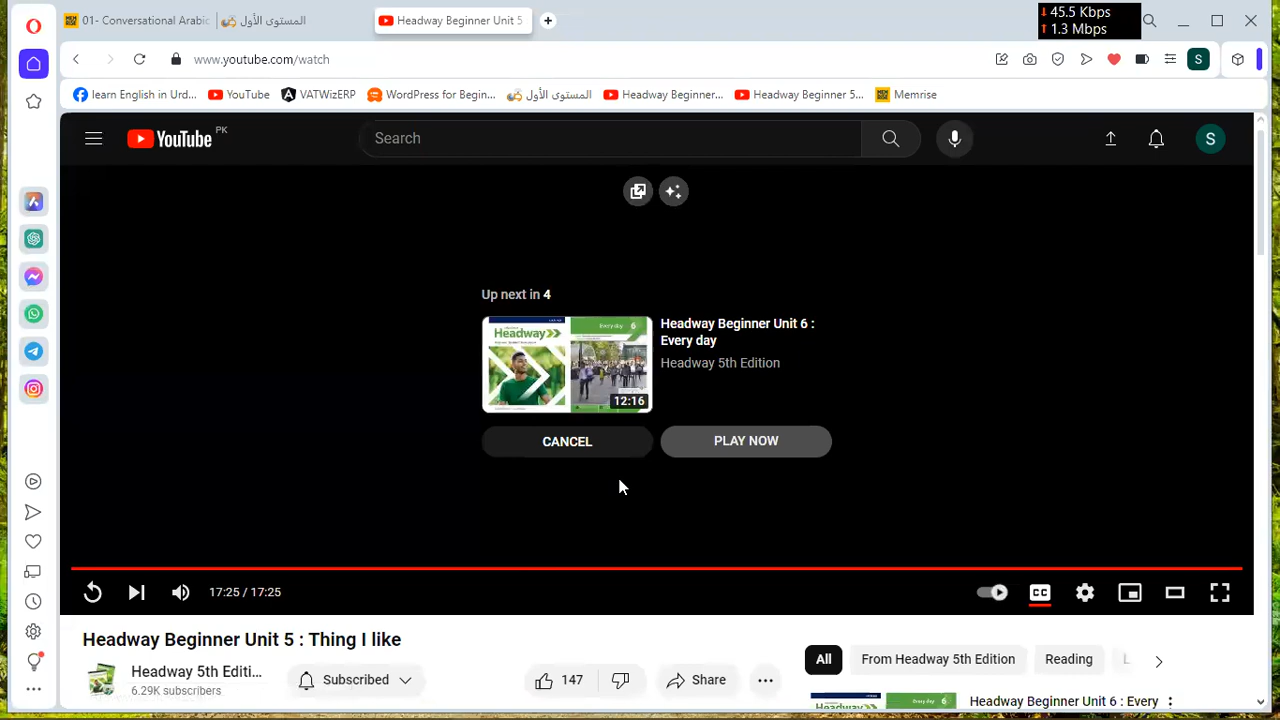 01- Conversational Arabic
المستوى الأول
Headway Beginner Unit 5
45.5 Kbps
1.3 Mbps
www.youtube.com/watch
S
learn English in Urd...
YouTube
VATWizERP
WordPress for Begin...
المستوى الأول
Headway Beginner...
Headway Beginner 5...
Memrise
YouTube PK
Search
S
Up next in 4
Headway
Every day 6
12:16
Headway Beginner Unit 6 :
Every day
Headway 5th Edition
CANCEL
PLAY NOW
17:25 / 17:25
CC
Headway Beginner Unit 5 : Thing I like
Headway 5th Editi...
6.29K subscribers
Subscribed
147
Share
All
From Headway 5th Edition
Reading
L
Headway Beginner Unit 6 : Every